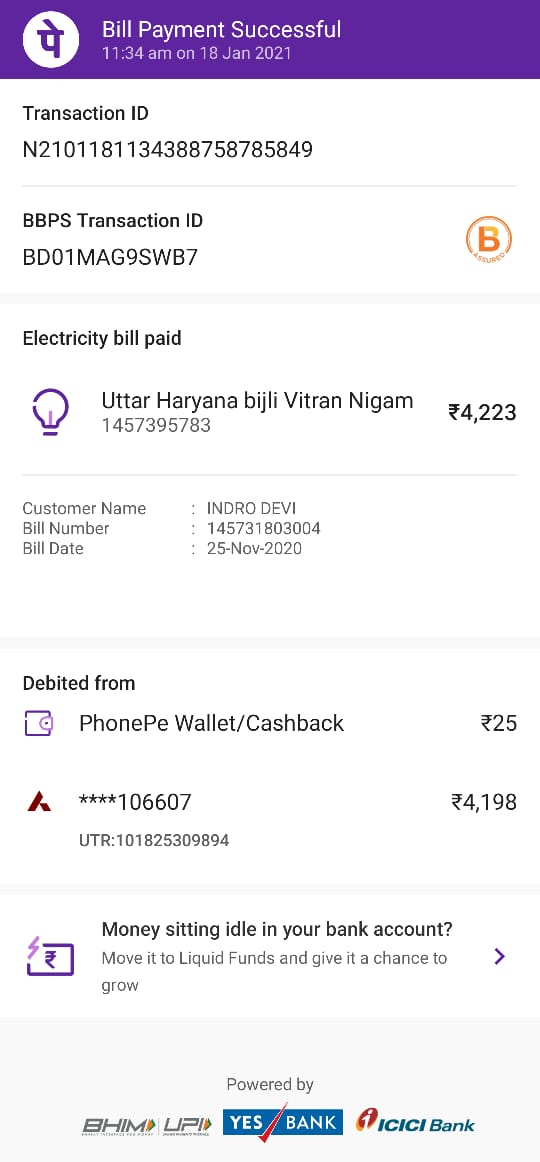 पे
Bill Payment Successful
11:34 am on 18 Jan 2021
Transaction ID
N2101181134388758785849
BBPS Transaction ID
BD01MAG9SWB7
B
ASSURED
Electricity bill paid
Uttar Haryana bijli Vitran Nigam
₹4,223
1457395783
Customer Name : INDRO DEVI
Bill Number : 145731803004
Bill Date : 25-Nov-2020
Debited from
PhonePe Wallet/Cashback ₹25
****106607 ₹4,198
UTR:101825309894
Money sitting idle in your bank account?
Move it to Liquid Funds and give it a chance to
grow
Powered by
BHIM UPI YES BANK ICICI Bank